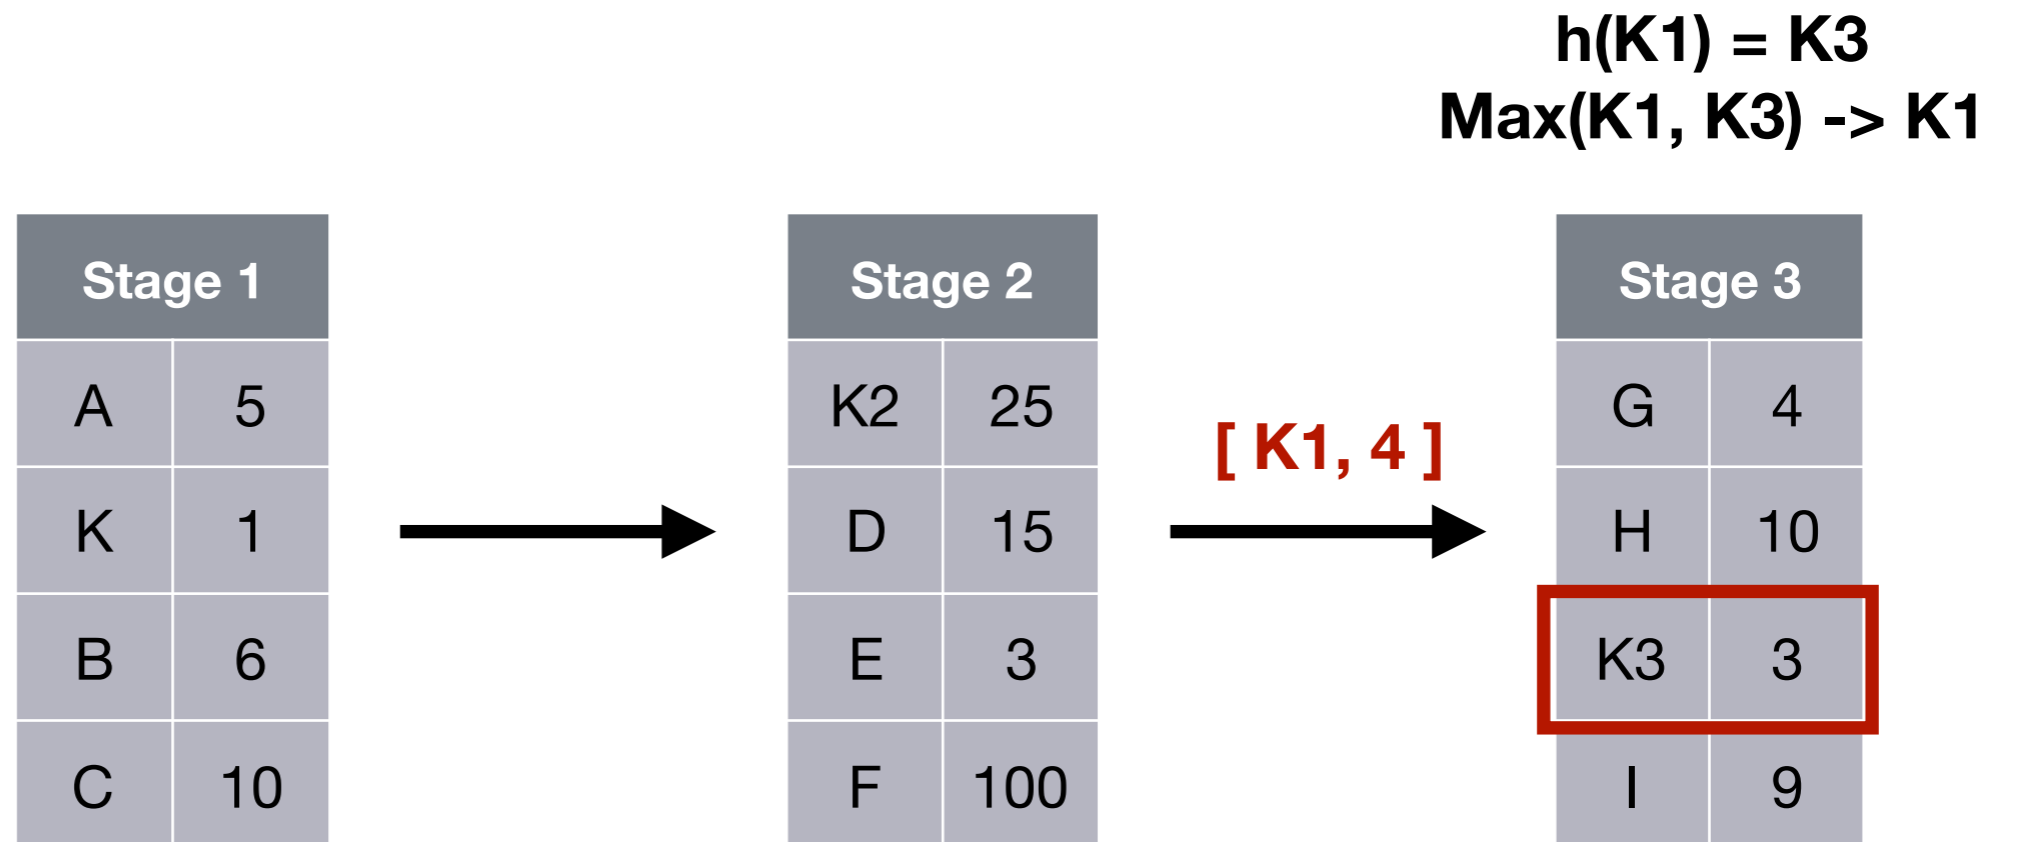 h(K1) = K3
Max(K1, K3) -> K1
Stage 1
A 5
K 1
B 6
C 10
Stage 2
K2 25
D 15
E 3
F 100
[ K1, 4 ]
Stage 3
G 4
H 10
K3 3
I 9